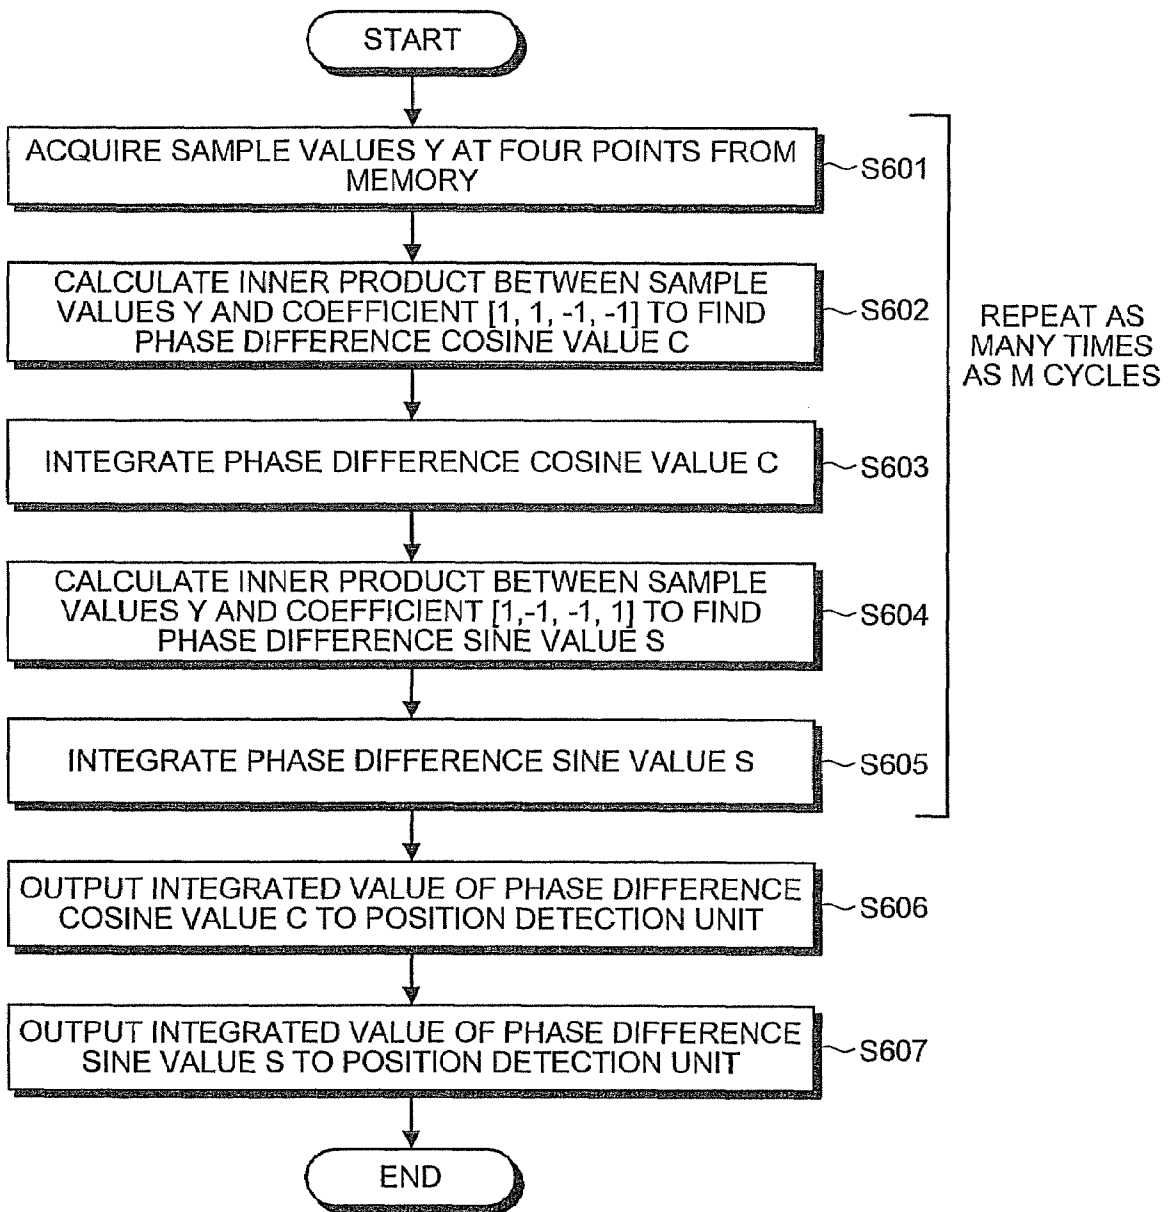 START
ACQUIRE SAMPLE VALUES Y AT FOUR POINTS FROM
MEMORY
S601
CALCULATE INNER PRODUCT BETWEEN SAMPLE
VALUES Y AND COEFFICIENT [1, 1, -1, -1] TO FIND
PHASE DIFFERENCE COSINE VALUE C
S602
REPEAT AS
MANY TIMES
AS M CYCLES
INTEGRATE PHASE DIFFERENCE COSINE VALUE C
S603
CALCULATE INNER PRODUCT BETWEEN SAMPLE
VALUES Y AND COEFFICIENT [1,-1, -1, 1] TO FIND
PHASE DIFFERENCE SINE VALUE S
S604
INTEGRATE PHASE DIFFERENCE SINE VALUE S
S605
OUTPUT INTEGRATED VALUE OF PHASE DIFFERENCE
COSINE VALUE C TO POSITION DETECTION UNIT
S606
OUTPUT INTEGRATED VALUE OF PHASE DIFFERENCE
SINE VALUE S TO POSITION DETECTION UNIT
S607
END